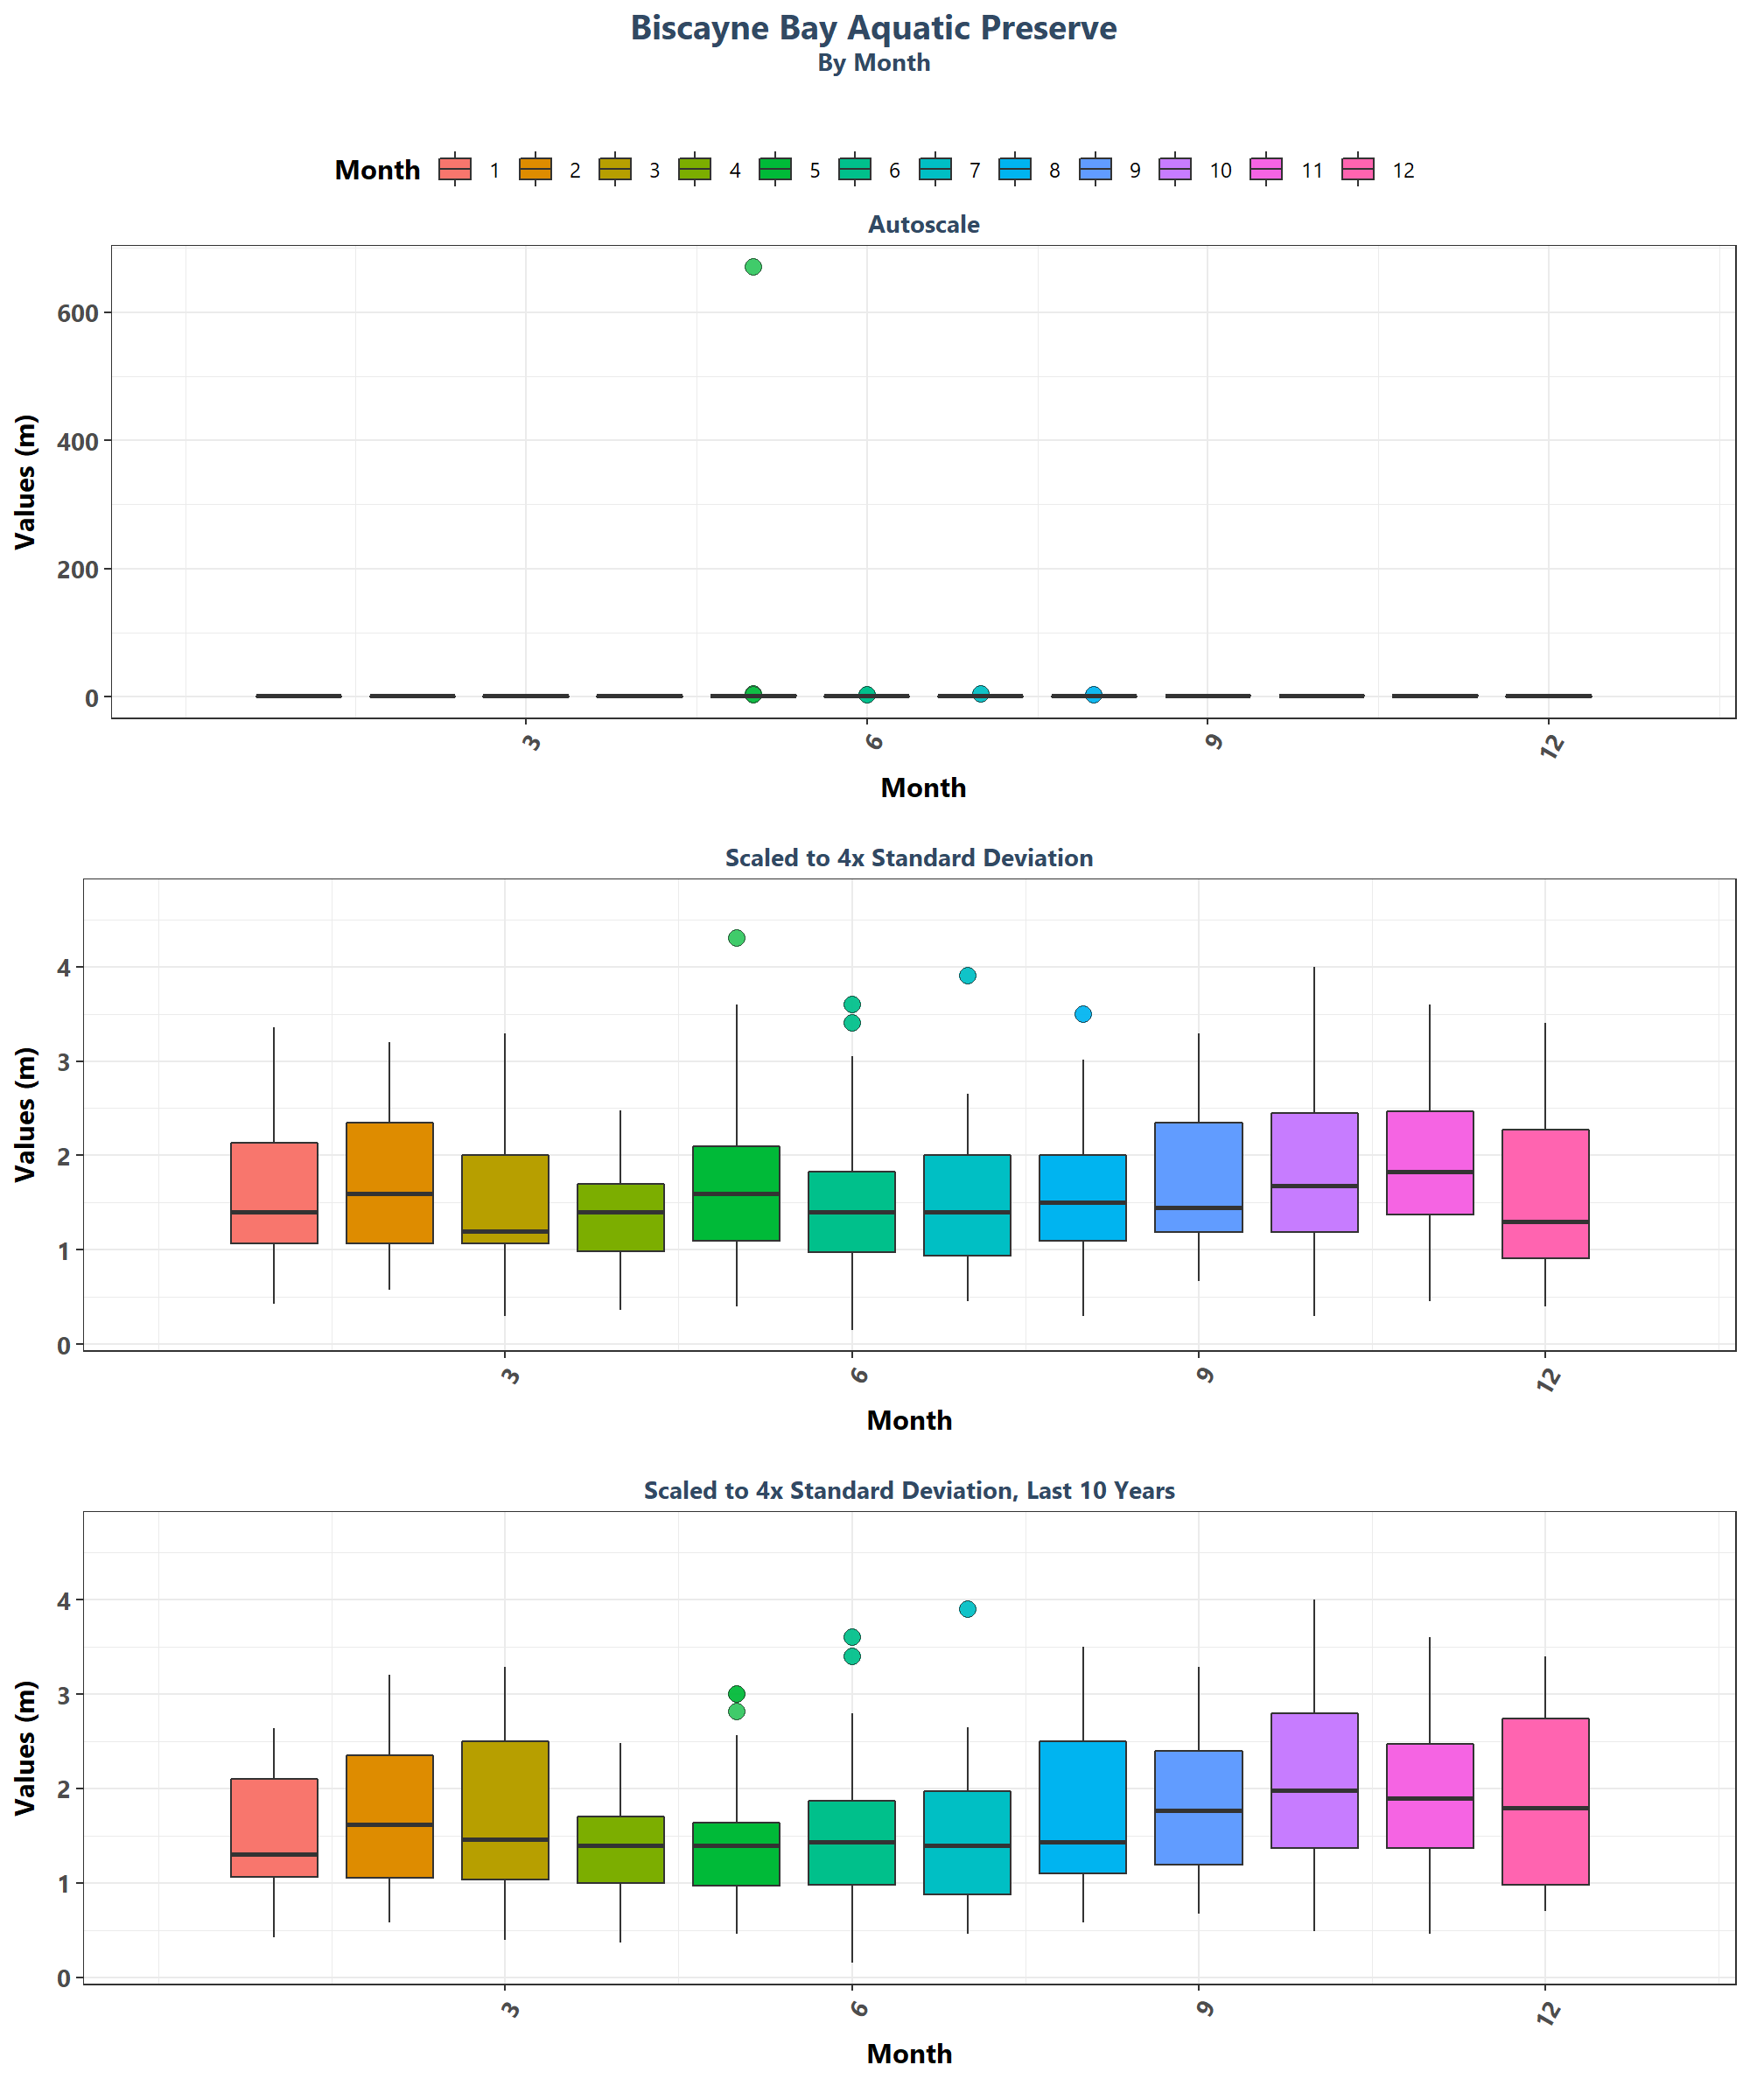 Biscayne Bay Aquatic Preserve
By Month
Month 1 2 3 4 5 6 7 8 9 10 11 12
Autoscale
Values (m)
600
400
200
0
3 6 9 12
Month
Scaled to 4x Standard Deviation
Values (m)
4
3
2
1
0
3 6 9 12
Month
Scaled to 4x Standard Deviation, Last 10 Years
Values (m)
4
3
2
1
0
3 6 9 12
Month